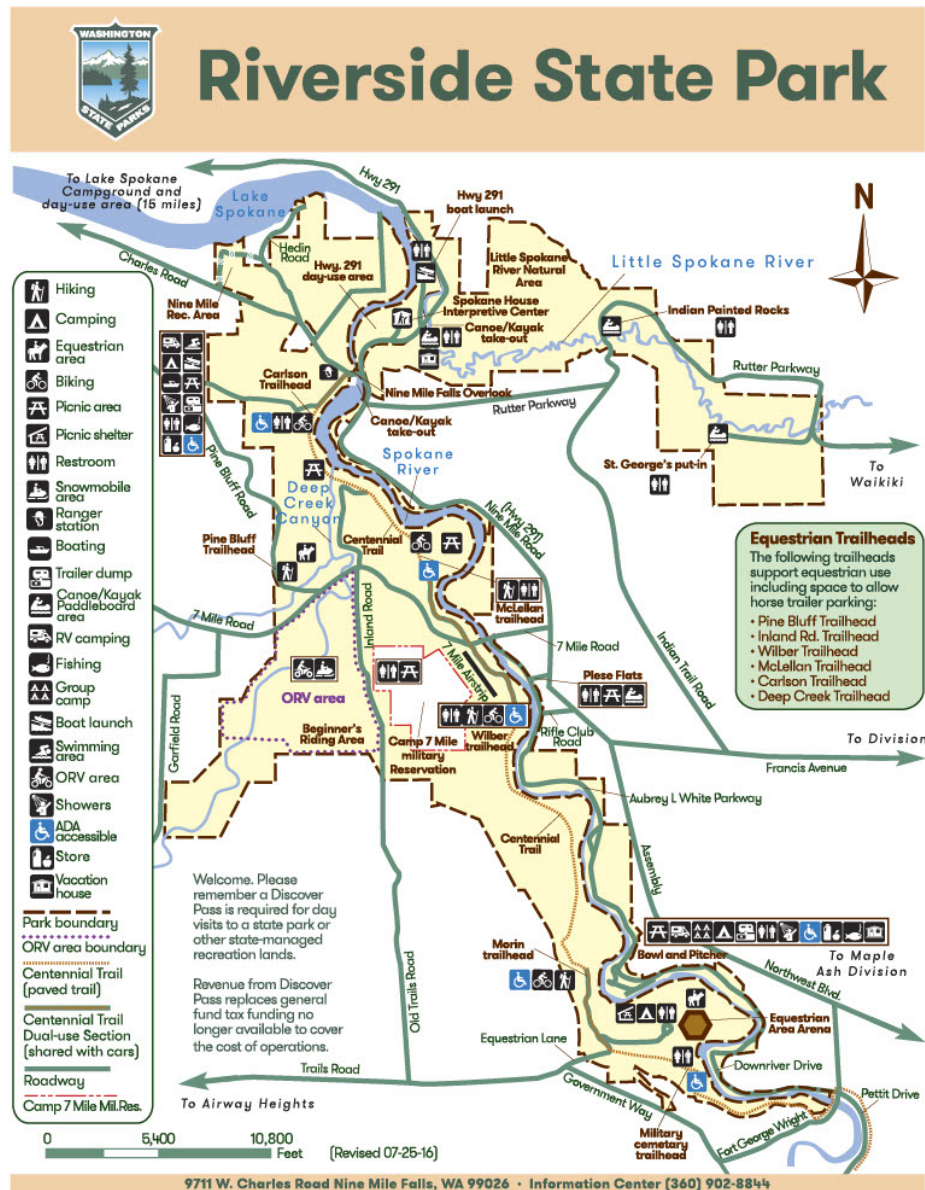 WASHINGTON
STATE PARKS
Riverside State Park
To Lake Spokane
Campground and
day-use area (15 miles)
Lake
Spokane
Hwy 291
Hwy 291
boat launch
N
Charles Road
Hedin
Road
Hwy. 291
day-use area
Little Spokane
River Natural
Area
Little Spokane River
Nine Mile
Rec. Area
Spokane House
Interpretive Center
Canoe/Kayak
take-out
Indian Painted Rocks
Carlson
Trailhead
Nine Mile Falls Overlook
Rutter Parkway
Rutter Parkway
Canoe/Kayak
take-out
Spokane
River
St. George's put-in
To
Waikiki
Pine Bluff Road
Deep
Creek
Canyon
Centennial
Trail
(Hwy 291)
Nine Mile Road
Pine Bluff
Trailhead
McLellan
trailhead
7 Mile Road
Inland Road
7 Mile Road
7 Mile Airstrip
Indian Trail Road
Plese Flats
ORV area
Garfield Road
Beginner's
Riding Area
Camp 7 Mile
military
Reservation
Wilber
trailhead
Rifle Club
Road
To Division
Francis Avenue
Aubrey L White Parkway
Centennial
Trail
Assembly
Morin
trailhead
Bowl and Pitcher
To Maple
Ash Division
Northwest Blvd.
Old Trails Road
Equestrian
Area Arena
Equestrian Lane
Downriver Drive
Trails Road
Government Way
Pettit Drive
To Airway Heights
Military
cemetary
trailhead
Fort George Wright
Hiking
Camping
Equestrian
area
Biking
Picnic area
Picnic shelter
Restroom
Snowmobile
area
Ranger
station
Boating
Trailer dump
Canoe/Kayak
Paddleboard
area
RV camping
Fishing
Group
camp
Boat launch
Swimming
area
ORV area
Showers
ADA
accessible
Store
Vacation
house
Park boundary
ORV area boundary
Centennial Trail
(paved trail)
Centennial Trail
Dual-use Section
(shared with cars)
Roadway
Camp 7 Mile Mil.Res.
Equestrian Trailheads
The following trailheads
support equestrian use
including space to allow
horse trailer parking:
• Pine Bluff Trailhead
• Inland Rd. Trailhead
• Wilber Trailhead
• McLellan Trailhead
• Carlson Trailhead
• Deep Creek Trailhead
Welcome. Please
remember a Discover
Pass is required for day
visits to a state park or
other state-managed
recreation lands.
Revenue from Discover
Pass replaces general
fund tax funding no
longer available to cover
the cost of operations.
0 5,400 10,800
Feet (Revised 07-25-16)
9711 W. Charles Road Nine Mile Falls, WA 99026 • Information Center (360) 902-8844